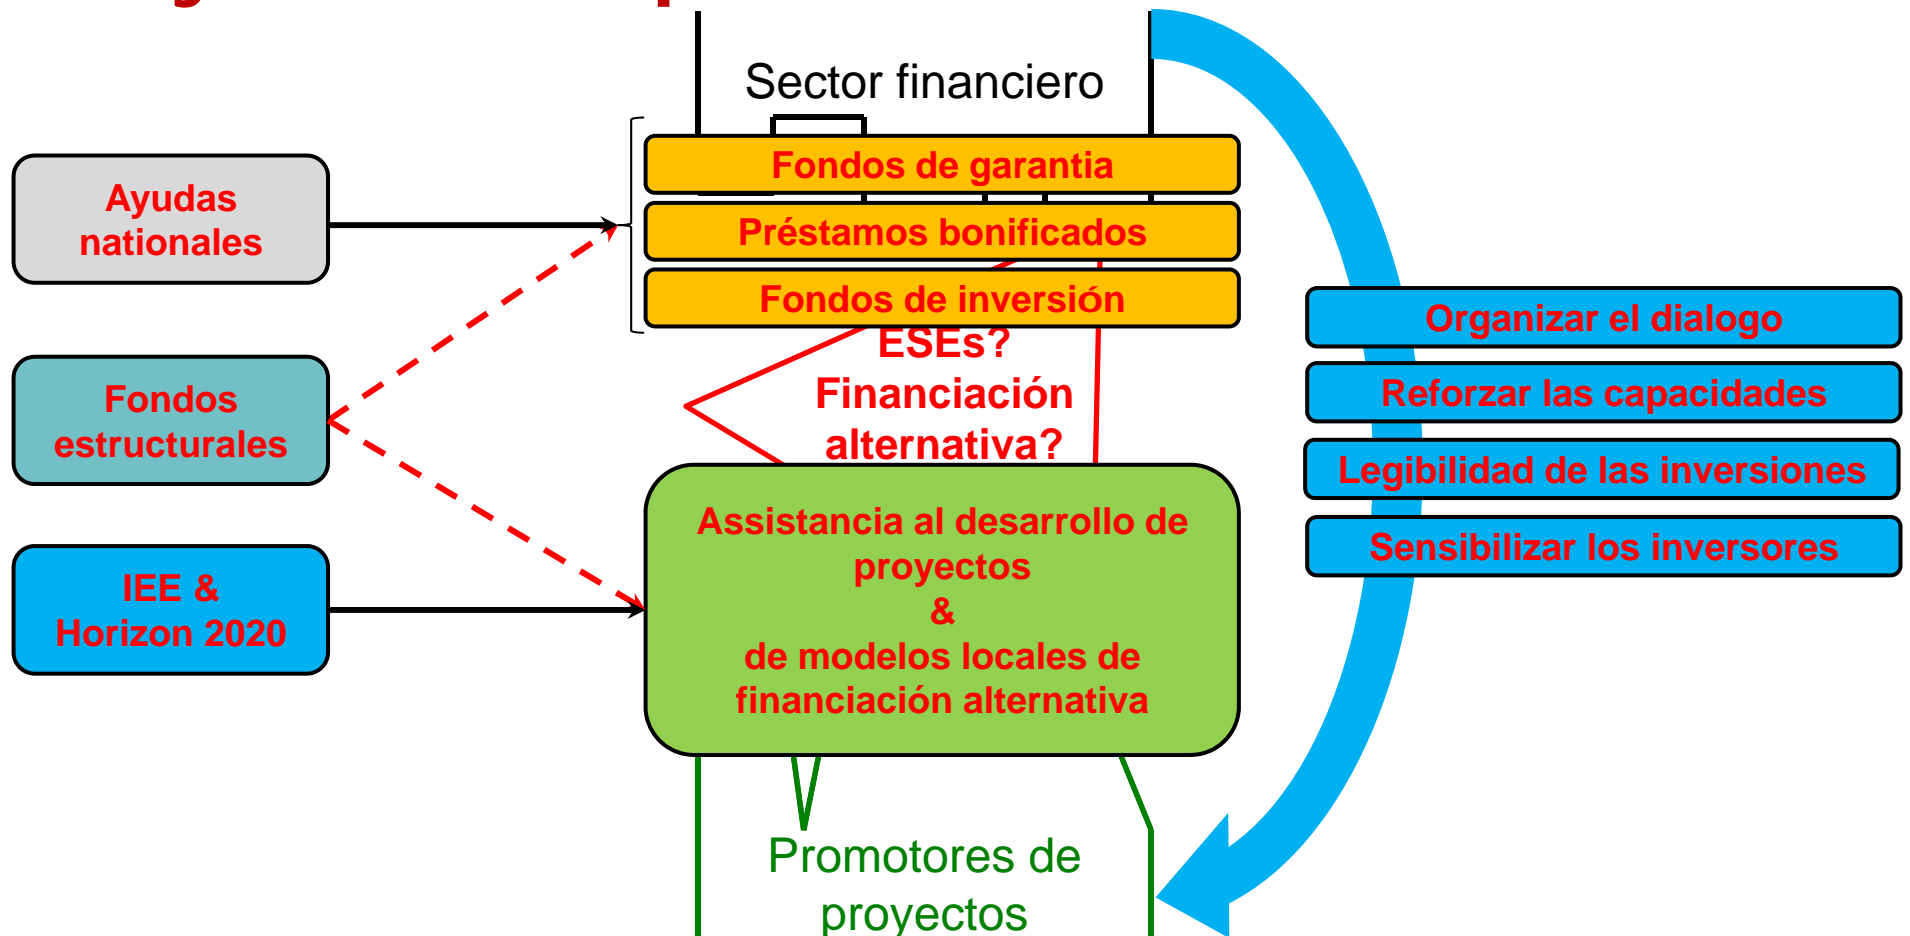 Sector financiero
Fondos de garantia
Préstamos bonificados
Fondos de inversión
Ayudas
nationales
Fondos
estructurales
IEE &
Horizon 2020
ESEs?
Financiación
alternativa?
Assistancia al desarrollo de
proyectos
&
de modelos locales de
financiación alternativa
Promotores de
proyectos
Organizar el dialogo
Reforzar las capacidades
Legibilidad de las inversiones
Sensibilizar los inversores